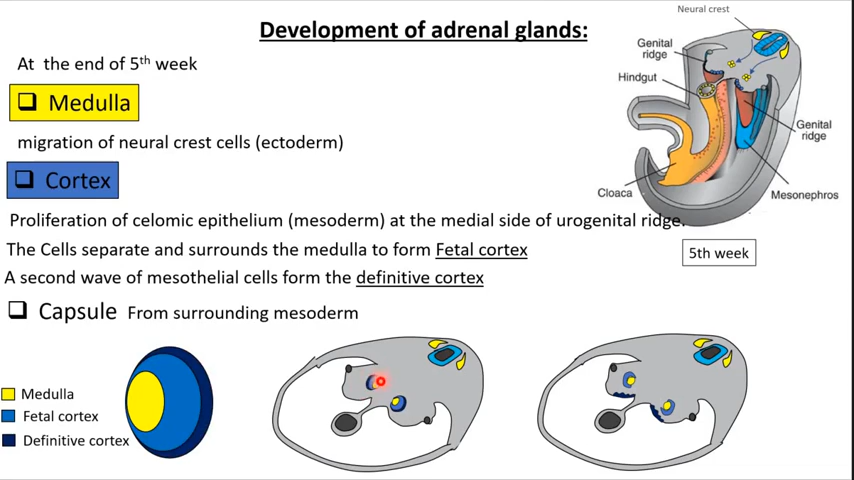 Development of adrenal glands:
At the end of 5th week
Medulla
migration of neural crest cells (ectoderm)
Cortex
Proliferation of celomic epithelium (mesoderm) at the medial side of urogenital ridge.
The Cells separate and surrounds the medulla to form Fetal cortex
A second wave of mesothelial cells form the definitive cortex
Capsule From surrounding mesoderm
Neural crest
Genital
ridge
Hindgut
Genital
ridge
Cloaca
Mesonephros
5th week
Medulla
Fetal cortex
Definitive cortex